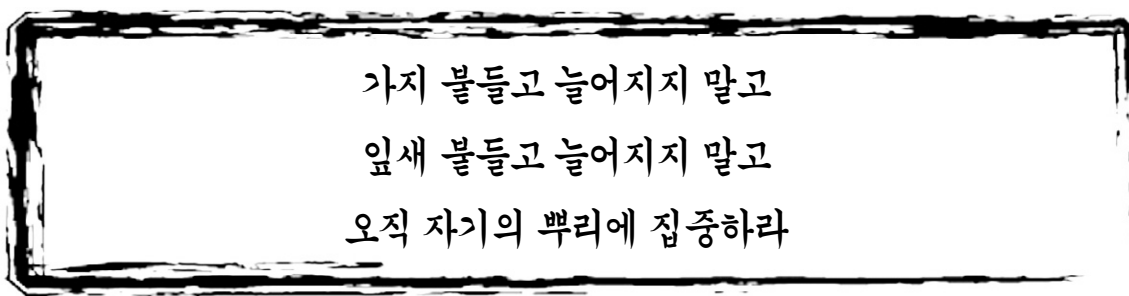 가지 붙들고 늘어지지 말고
잎새 붙들고 늘어지지 말고
오직 자기의 뿌리에 집중하라